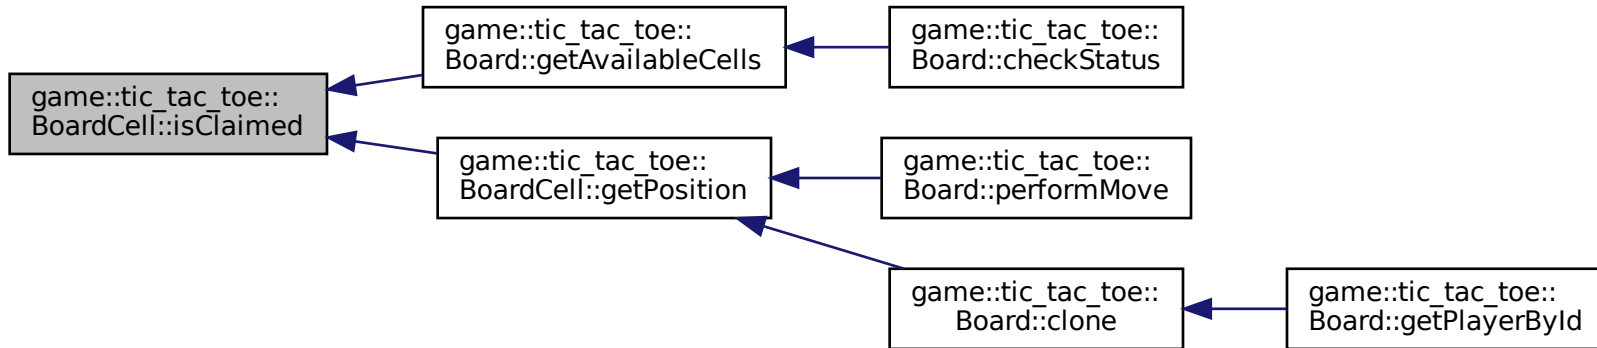 game::tic_tac_toe::
BoardCell::isClaimed
game::tic_tac_toe::
Board::getAvailableCells
game::tic_tac_toe::
Board::checkStatus
game::tic_tac_toe::
BoardCell::getPosition
game::tic_tac_toe::
Board::performMove
game::tic_tac_toe::
Board::clone
game::tic_tac_toe::
Board::getPlayerById